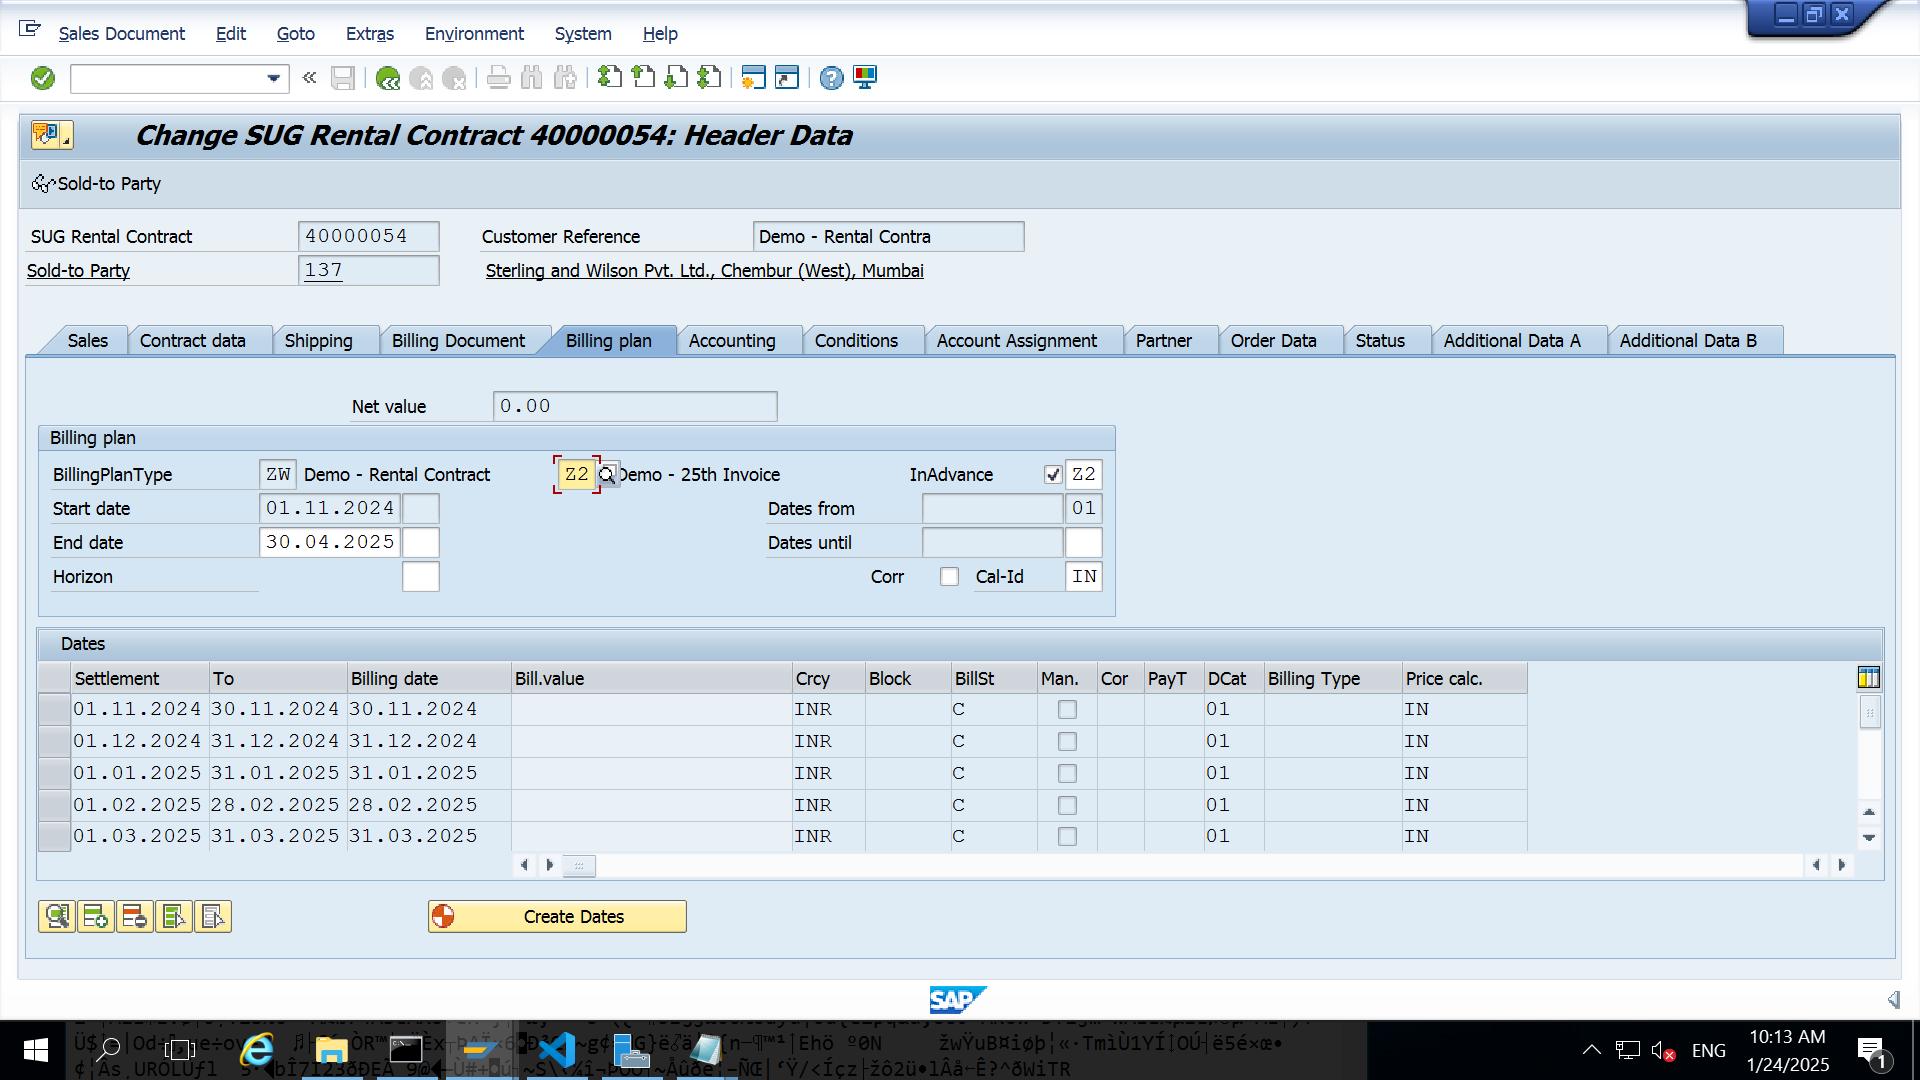 Sales Document Edit Goto Extras Environment System Help
Change SUG Rental Contract 40000054: Header Data
Sold-to Party
SUG Rental Contract 40000054 Customer Reference Demo - Rental Contra
Sold-to Party 137 Sterling and Wilson Pvt. Ltd., Chembur (West), Mumbai
Sales Contract data Shipping Billing Document Billing plan Accounting Conditions Account Assignment Partner Order Data Status Additional Data A Additional Data B
Net value 0.00
Billing plan
BillingPlanType ZW Demo - Rental Contract Z2 Demo - 25th Invoice InAdvance Z2
Start date 01.11.2024 Dates from 01
End date 30.04.2025 Dates until
Horizon Corr Cal-Id IN
Dates
Settlement To Billing date Bill.value Crcy Block BillSt Man. Cor PayT DCat Billing Type Price calc.
01.11.2024 30.11.2024 30.11.2024 INR C 01 IN
01.12.2024 31.12.2024 31.12.2024 INR C 01 IN
01.01.2025 31.01.2025 31.01.2025 INR C 01 IN
01.02.2025 28.02.2025 28.02.2025 INR C 01 IN
01.03.2025 31.03.2025 31.03.2025 INR C 01 IN
Create Dates
SAP
ENG
10:13 AM
1/24/2025
1